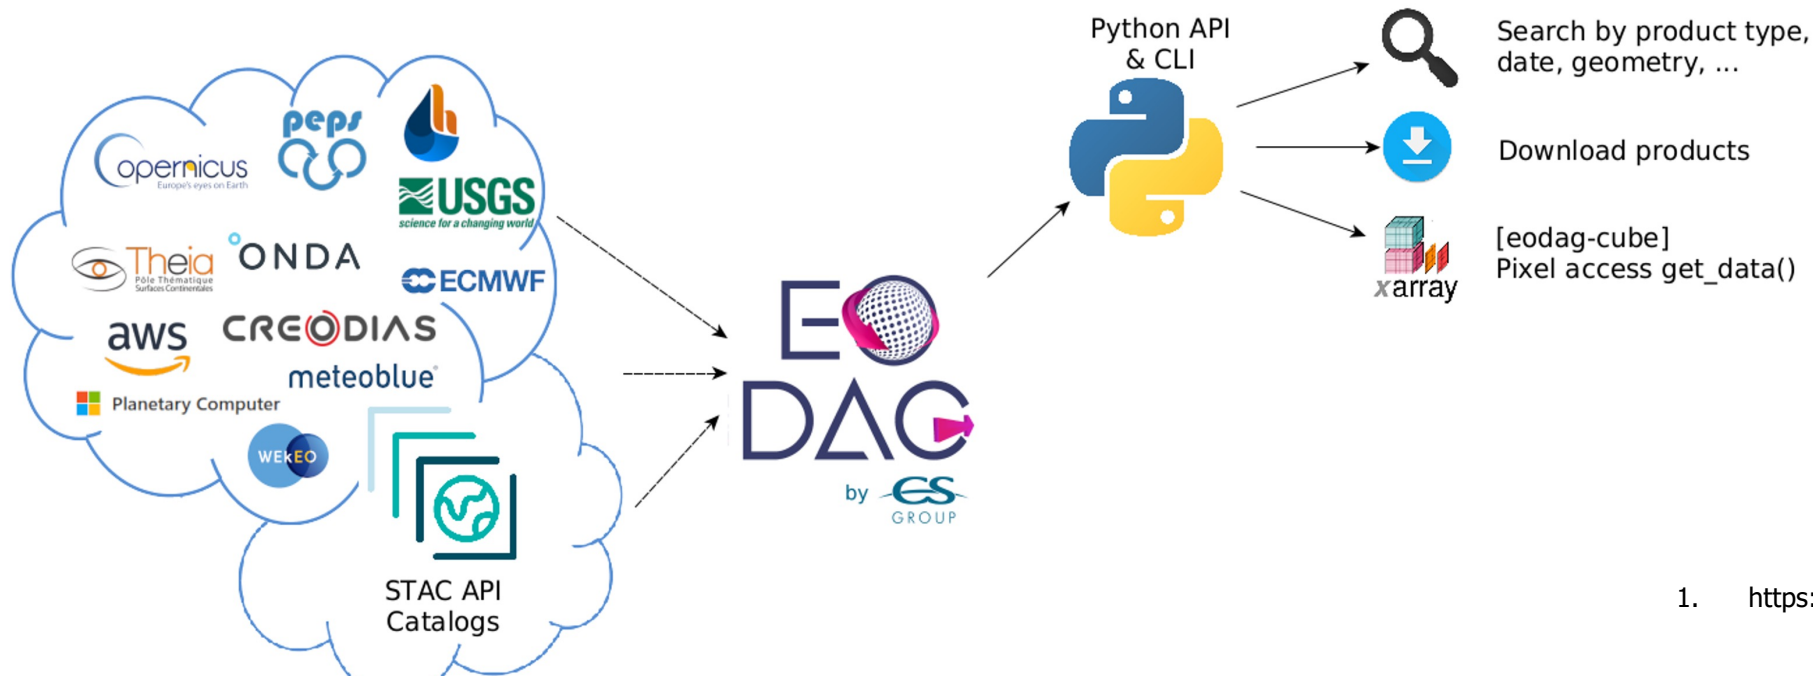 Python API
& CLI
Search by product type,
date, geometry, ...
Download products
[eodag-cube]
Pixel access get_data()
xarray
peps
Copernicus
Europe's eyes on Earth
USGS
science for a changing world
Theia
Pôle Thématique
Surfaces Continentales
ONDA
ECMWF
aws
CREODIAS
meteoblue
Planetary Computer
WEkEO
STAC API
Catalogs
EO
DAG
by CS
GROUP
1. https: